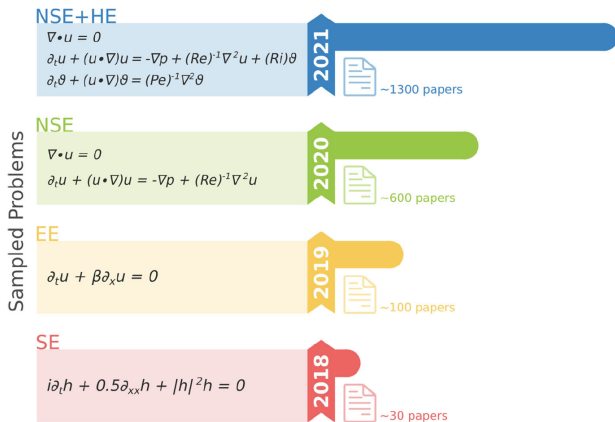 Sampled Problems
NSE+HE
∇•u = 0
∂ₜu + (u•∇)u = -∇p + (Re)⁻¹∇²u + (Ri)ϑ
∂ₜϑ + (u•∇)ϑ = (Pe)⁻¹∇²ϑ
2021
~1300 papers
NSE
∇•u = 0
∂ₜu + (u•∇)u = -∇p + (Re)⁻¹∇²u
2020
~600 papers
EE
∂ₜu + β∂ₓu = 0
2019
~100 papers
SE
i∂ₜh + 0.5∂ₓₓh + |h|²h = 0
2018
~30 papers